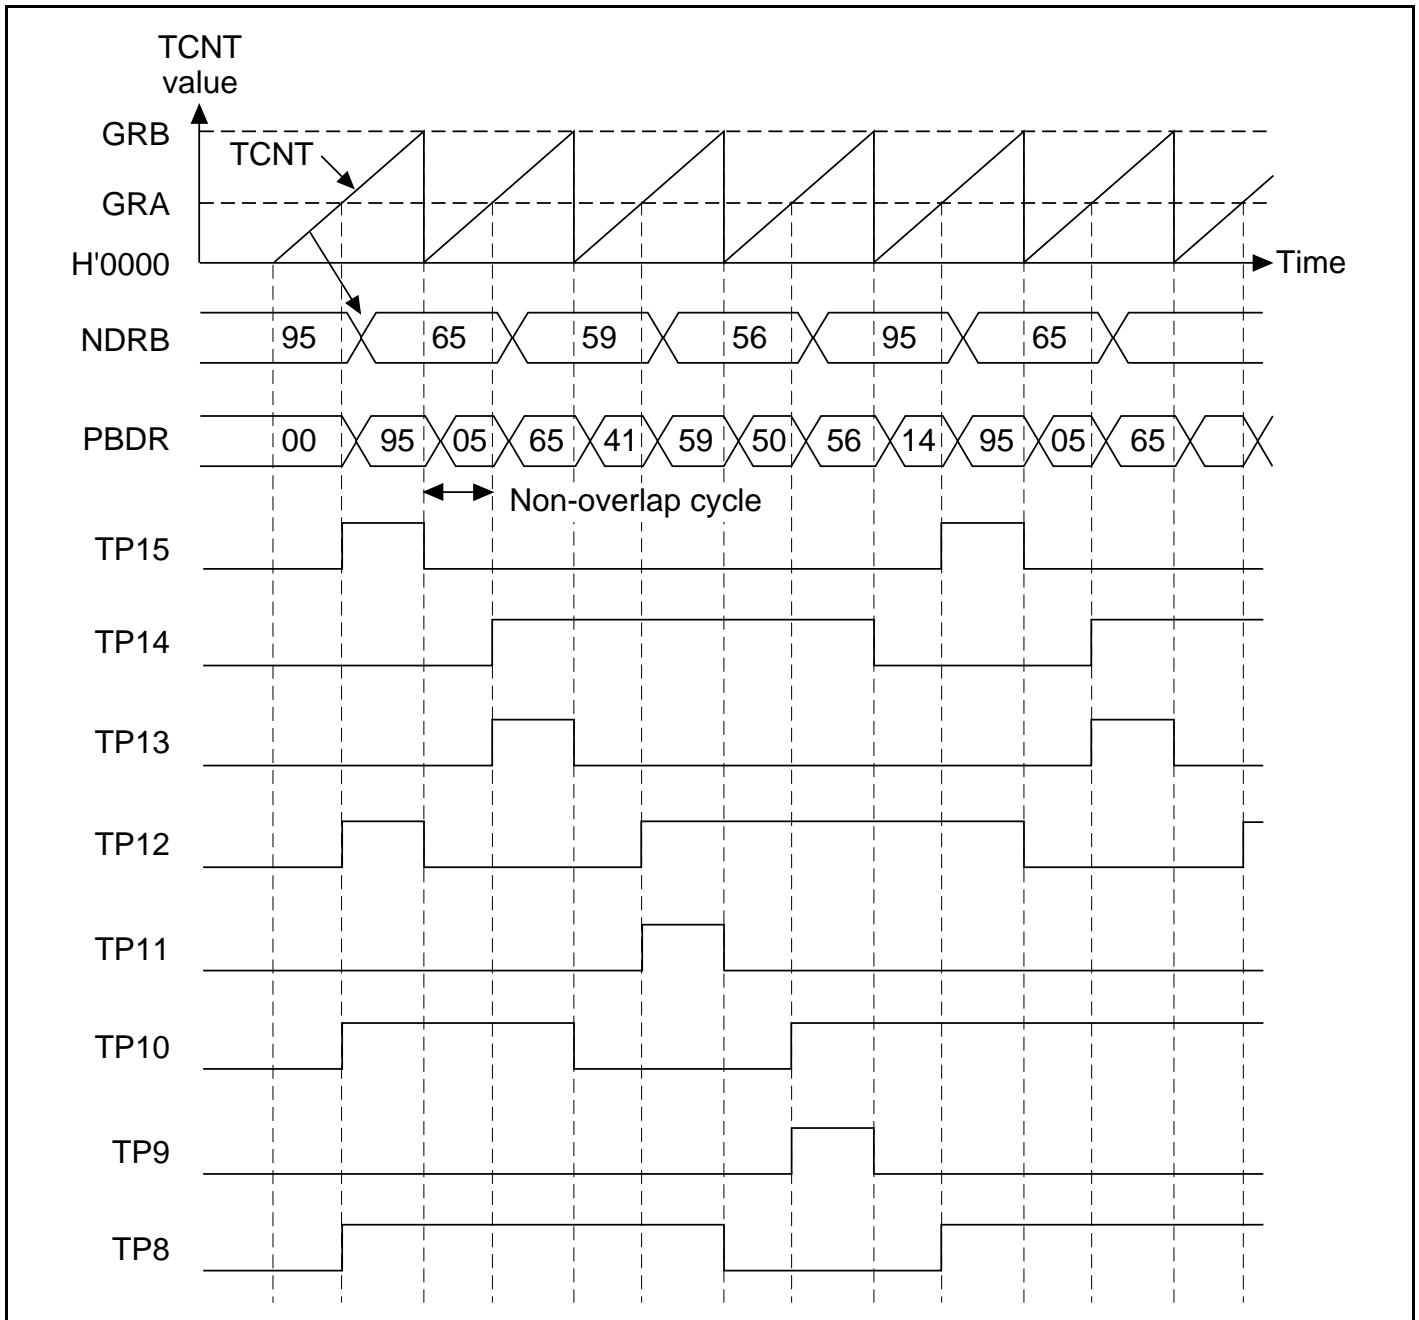 TCNT
value
GRB
TCNT
GRA
H'0000
Time
NDRB 95 65 59 56 95 65
PBDR 00 95 05 65 41 59 50 56 14 95 05 65
Non-overlap cycle
TP15
TP14
TP13
TP12
TP11
TP10
TP9
TP8